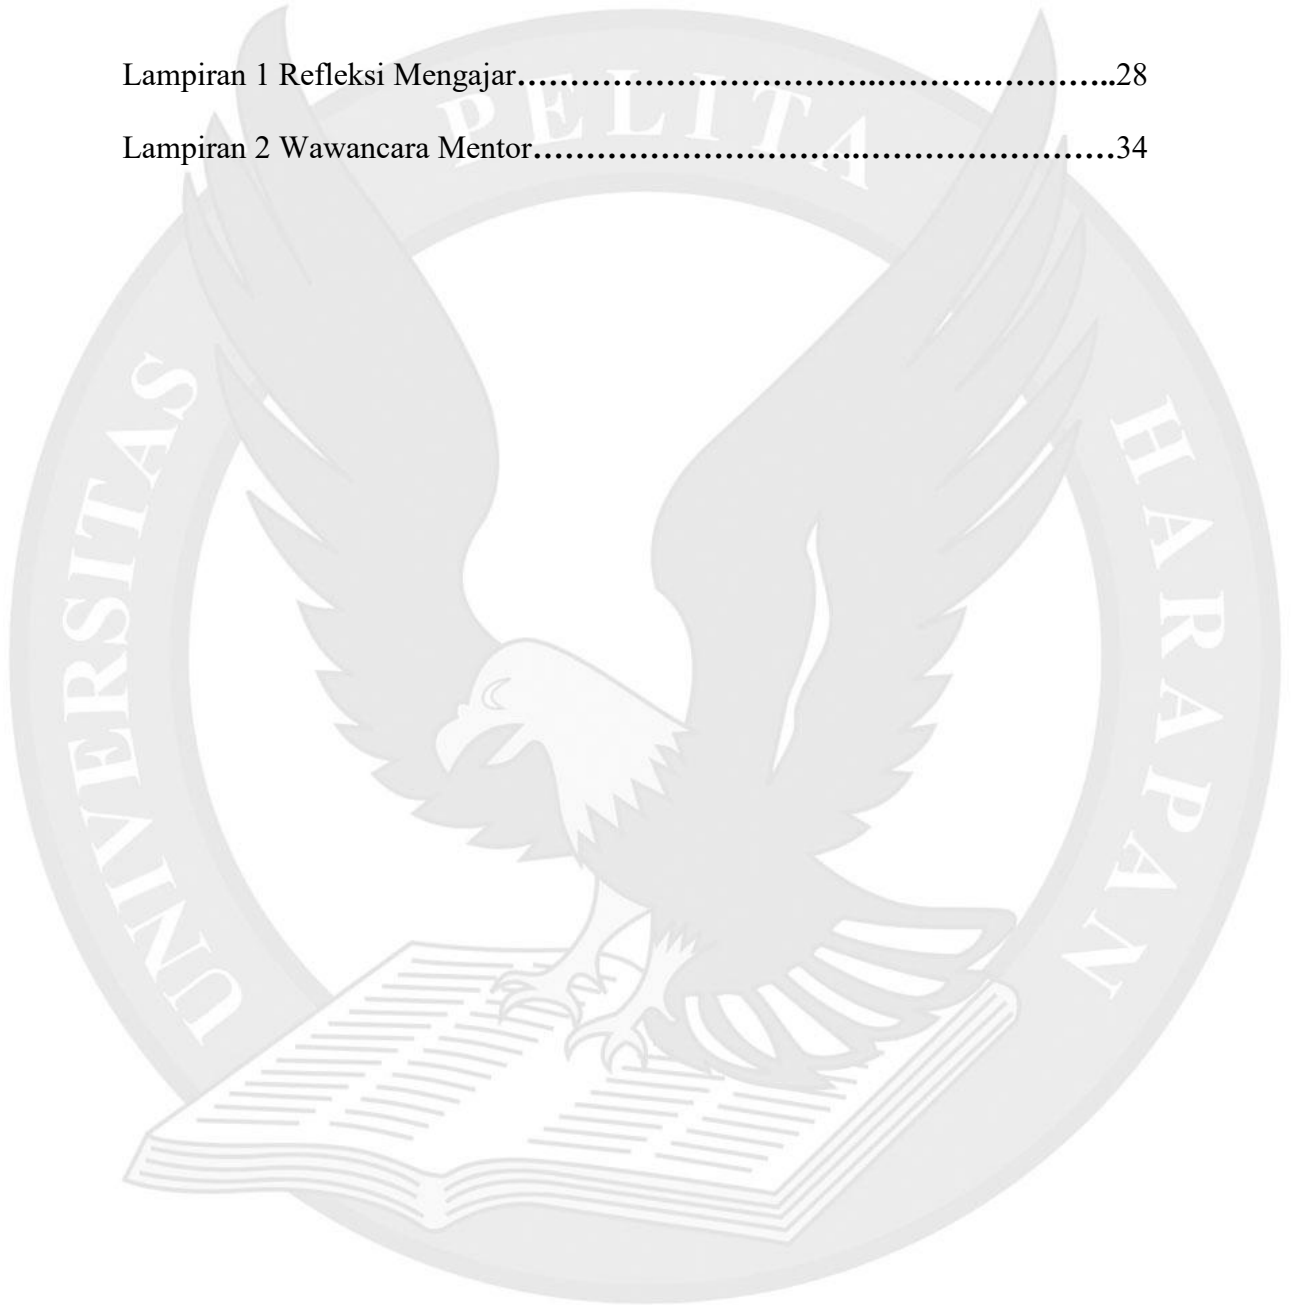 Lampiran 1 Refleksi Mengajar……………………………..…………………...28
Lampiran 2 Wawancara Mentor…………………………..……………………34
UNIVERSITAS PELITA HARAPAN